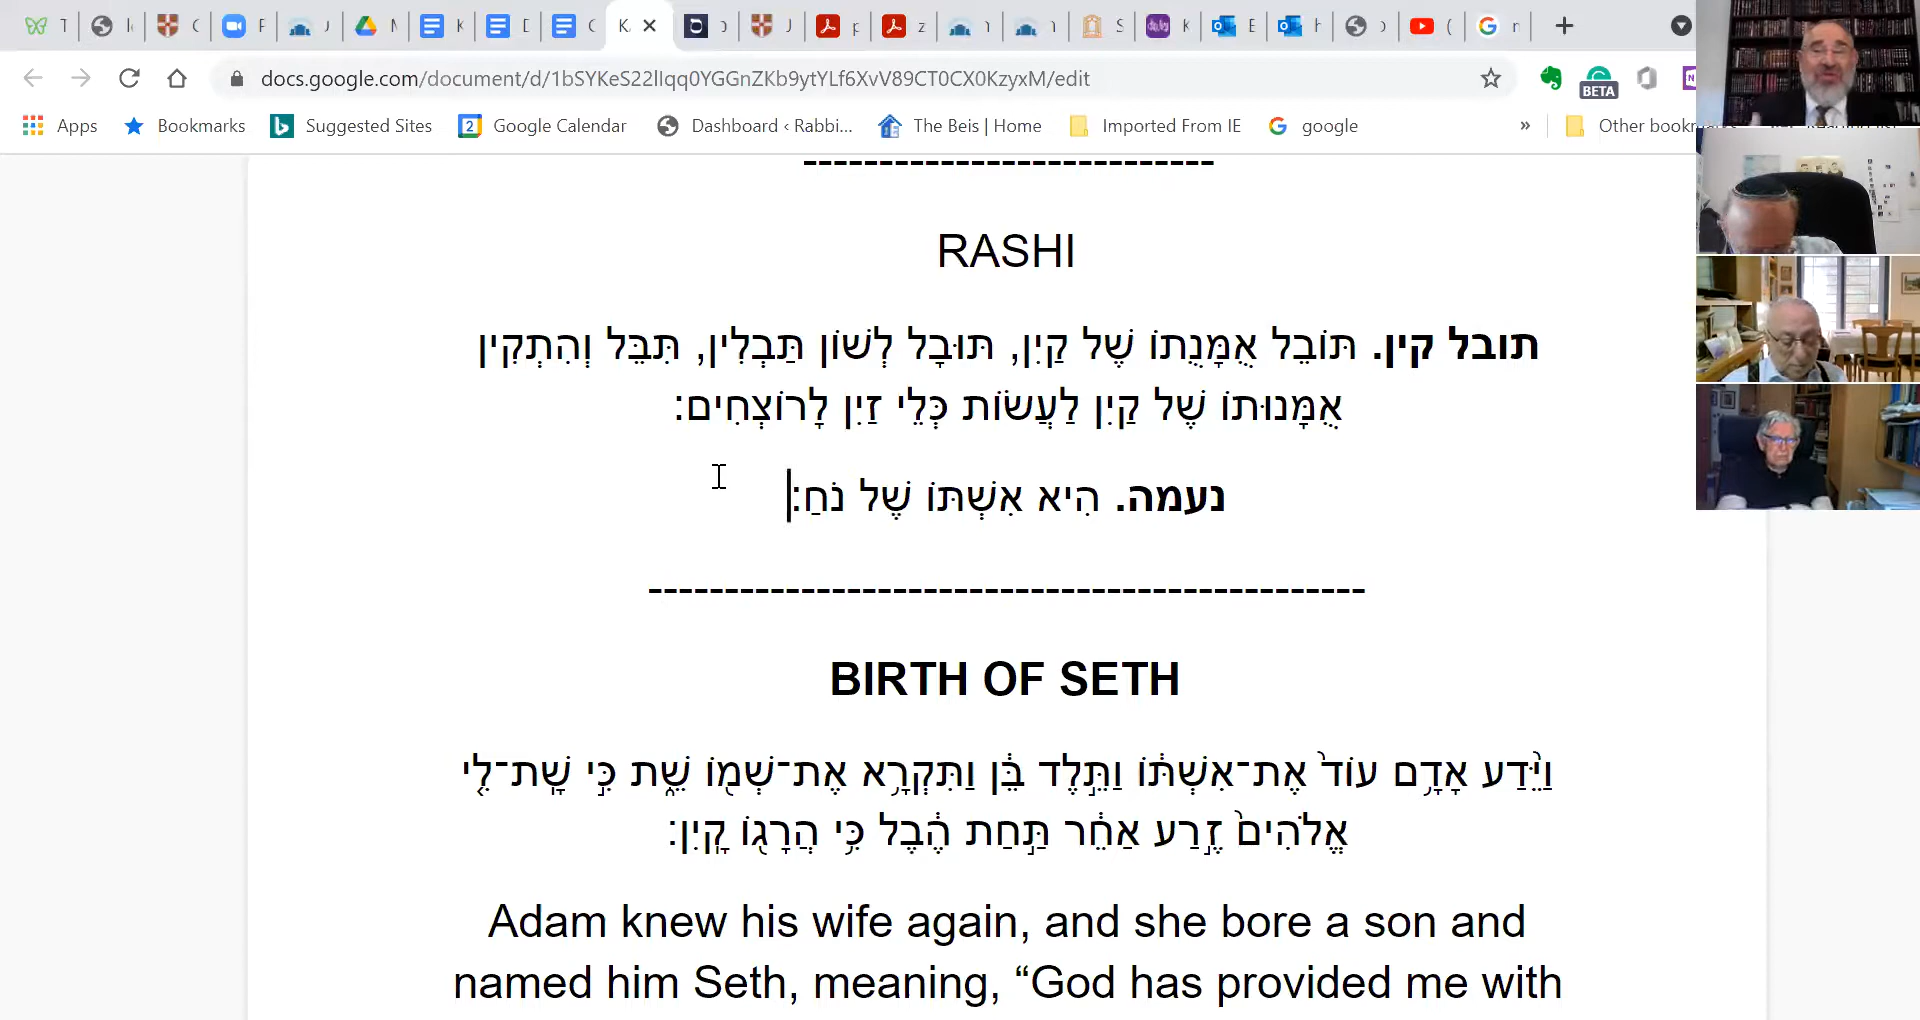 docs.google.com/document/d/1bSYKeS22lIqq0YGGnZKb9ytYLf6XvV89CT0CX0KzyxM/edit
BETA
Apps Bookmarks Suggested Sites Google Calendar Dashboard ‹ Rabbi... The Beis | Home Imported From IE google » Other
---------------------------
RASHI
תובל קין. תּוֹבֵל אֻמָּנֻתוֹ שֶׁל קַיִן, תּוּבָל לְשׁוֹן תַּבְלִין, תִּבֵּל וְהִתְקִין
אֻמָּנוּתוֹ שֶׁל קַיִן לַעֲשׂוֹת כְּלֵי זַיִן לָרוֹצְחִים:
נעמה. הִיא אִשְׁתּוֹ שֶׁל נֹחַ:
-----------------------------------------------
BIRTH OF SETH
וַיֵּ֨דַע אָדָ֥ם עוֹד֙ אֶת־אִשְׁתּ֔וֹ וַתֵּ֣לֶד בֵּ֔ן וַתִּקְרָ֥א אֶת־שְׁמ֖וֹ שֵׁ֑ת כִּ֣י שָֽׁת־לִ֤י
אֱלֹהִים֙ זֶ֣רַע אַחֵ֔ר תַּ֣חַת הֶ֔בֶל כִּ֥י הֲרָג֖וֹ קָֽיִן׃
Adam knew his wife again, and she bore a son and
named him Seth, meaning, “God has provided me with